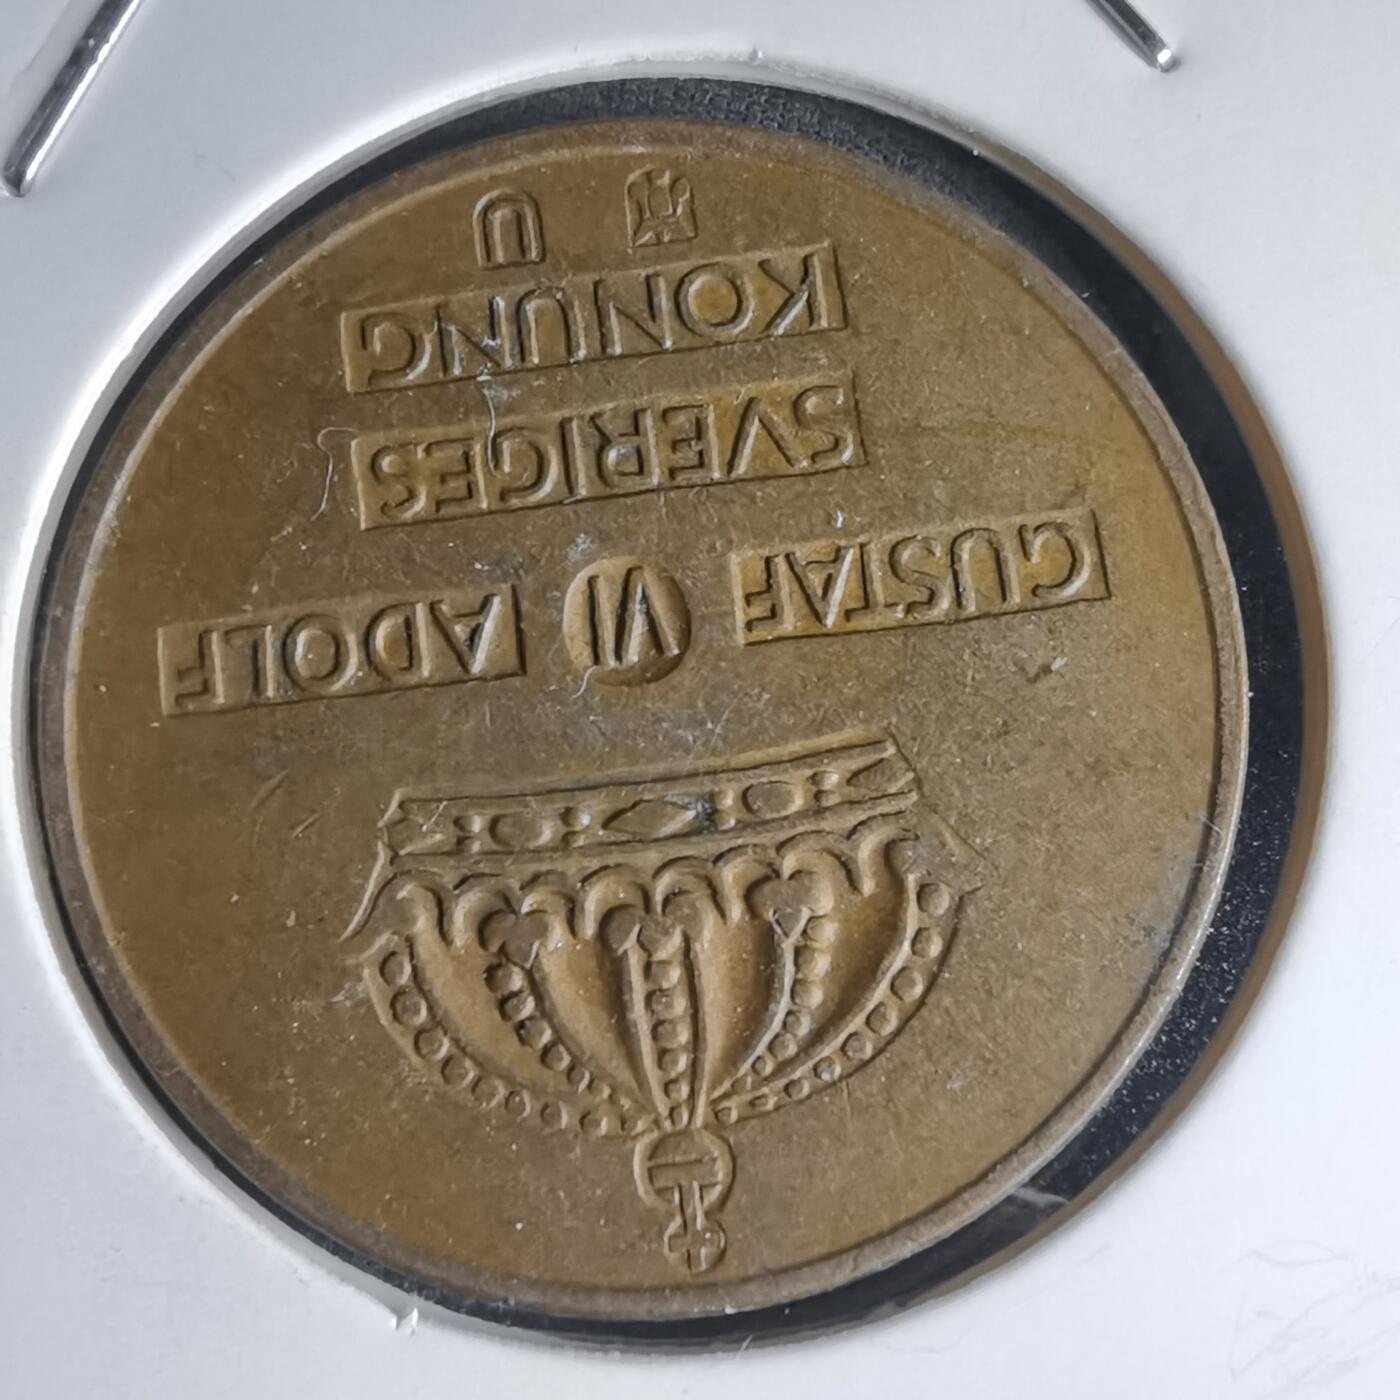 GUSTAF VI ADOLF
SVERIGES
KONUNG
U